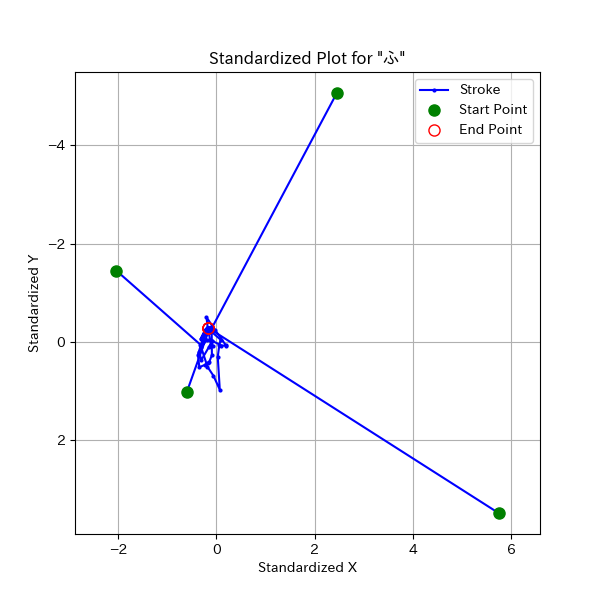 Standardized Plot for "ふ"
Stroke
Start Point
End Point
−4
−2
0
2
Standardized Y
−2 0 2 4 6
Standardized X